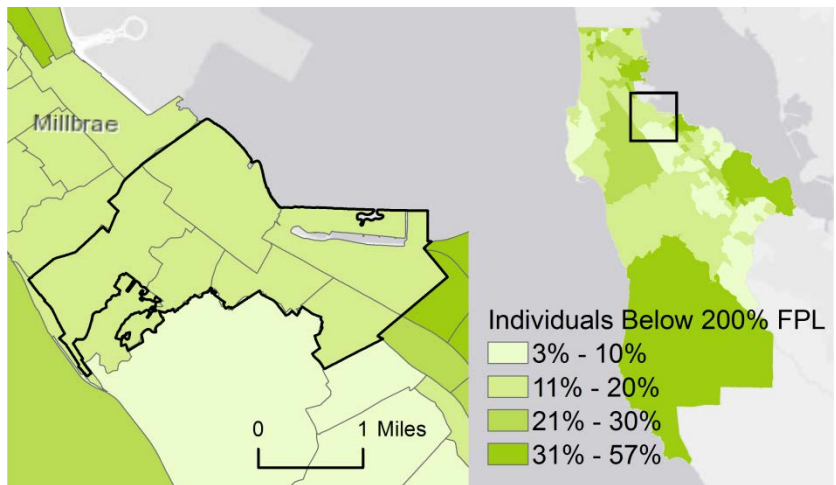 Millbrae
0 1 Miles
Individuals Below 200% FPL
3% - 10%
11% - 20%
21% - 30%
31% - 57%